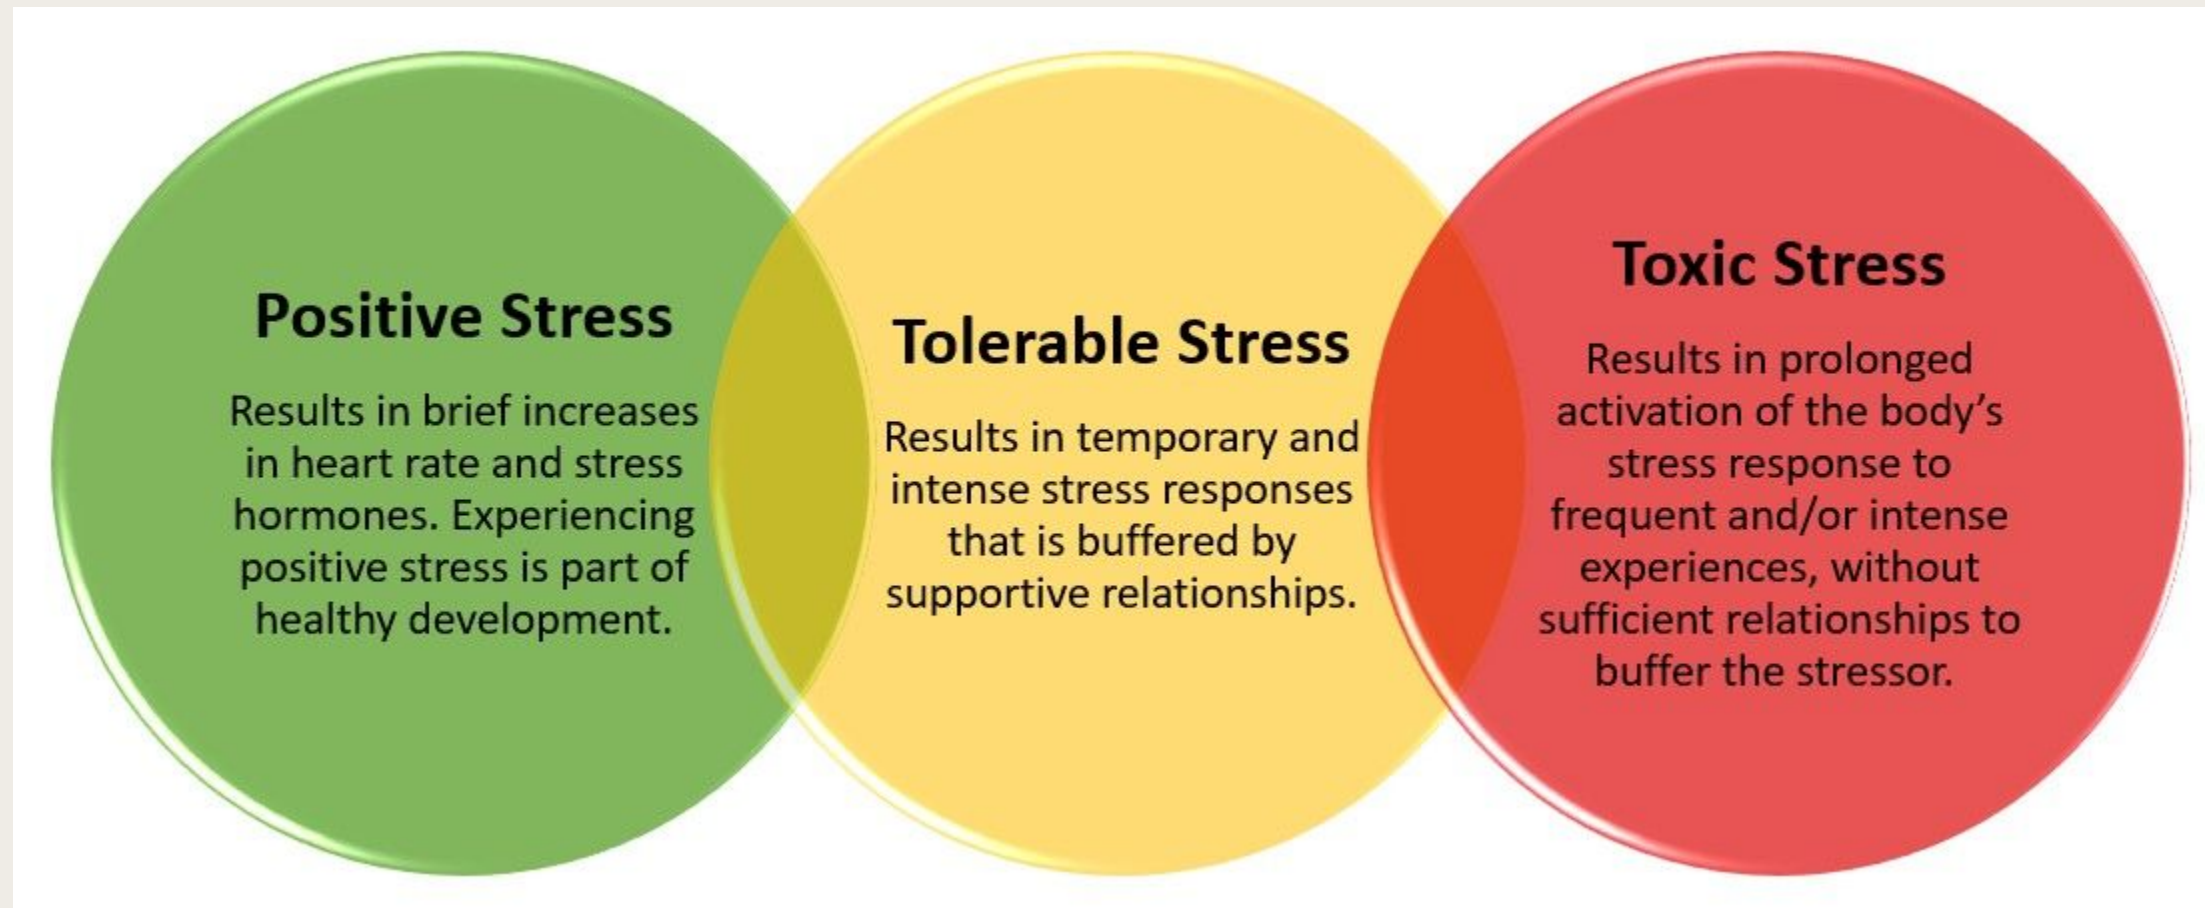 Positive Stress
Results in brief increases
in heart rate and stress
hormones. Experiencing
positive stress is part of
healthy development.
Tolerable Stress
Results in temporary and
intense stress responses
that is buffered by
supportive relationships.
Toxic Stress
Results in prolonged
activation of the body’s
stress response to
frequent and/or intense
experiences, without
sufficient relationships to
buffer the stressor.